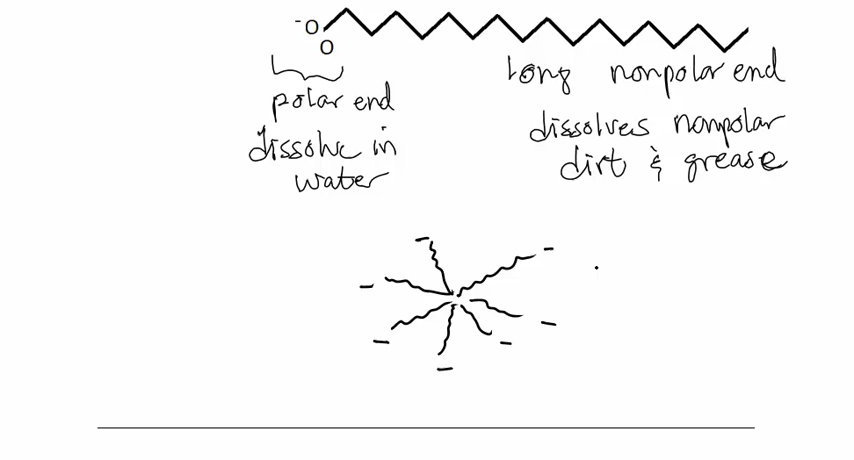 ⁻O
O
polar end
dissolve in
water
long nonpolar end
dissolves nonpolar
dirt & grease
− −
− −
− −
−